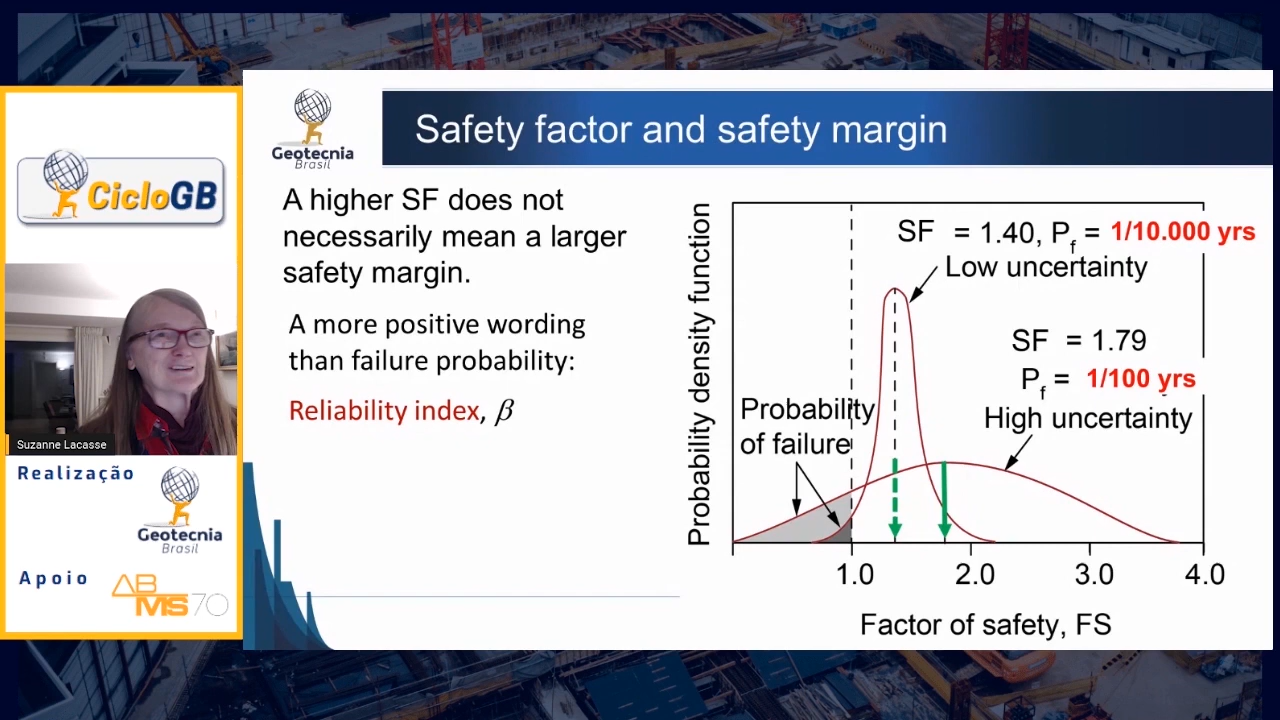 CicloGB
Suzanne Lacasse
Realização
Geotecnia
Brasil
Apoio
ABMS70
Geotecnia
Brasil
Safety factor and safety margin
A higher SF does not
necessarily mean a larger
safety margin.
A more positive wording
than failure probability:
Reliability index, β
Probability density function
SF = 1.40, Pf = 1/10.000 yrs
Low uncertainty
SF = 1.79
Pf = 1/100 yrs
High uncertainty
Probability
of failure
1.0 2.0 3.0 4.0
Factor of safety, FS